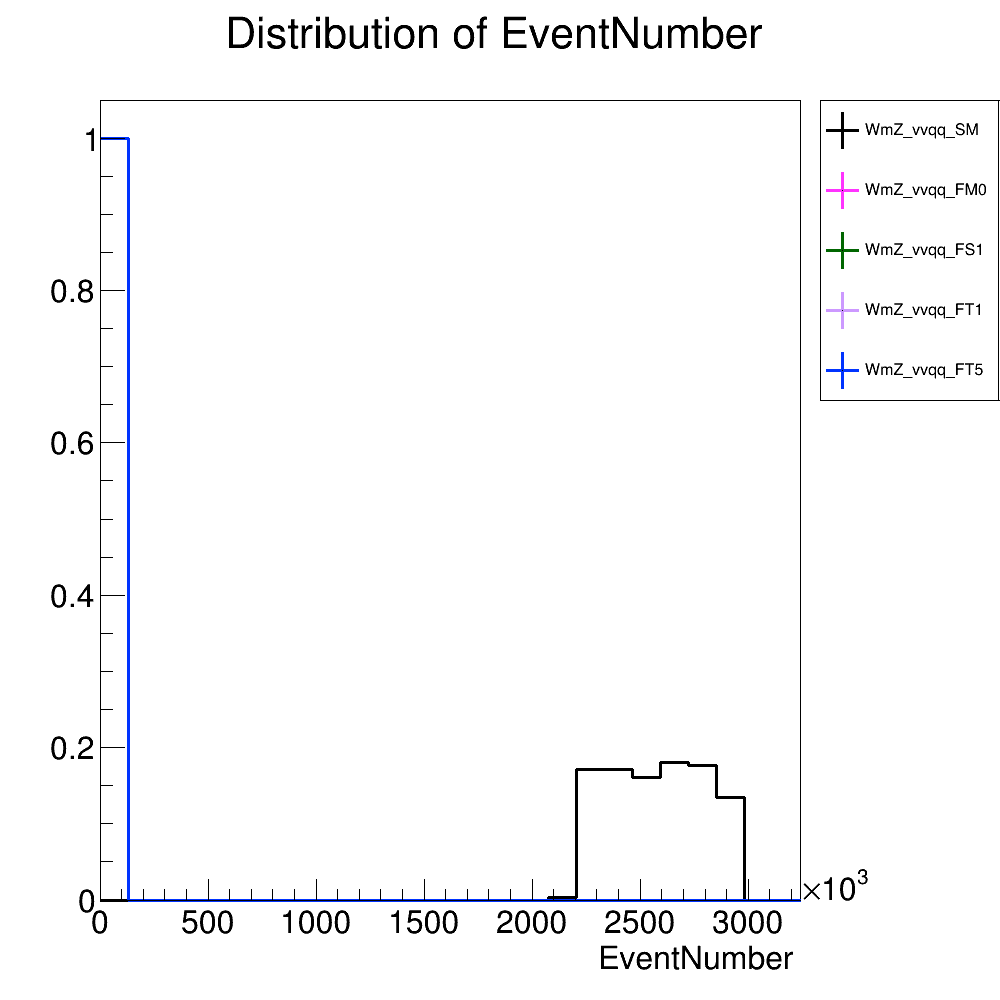 Distribution of EventNumber
1
0.8
0.6
0.4
0.2
0
0 500 1000 1500 2000 2500 3000
×10³
EventNumber
WmZ_vvqq_SM
WmZ_vvqq_FM0
WmZ_vvqq_FS1
WmZ_vvqq_FT1
WmZ_vvqq_FT5